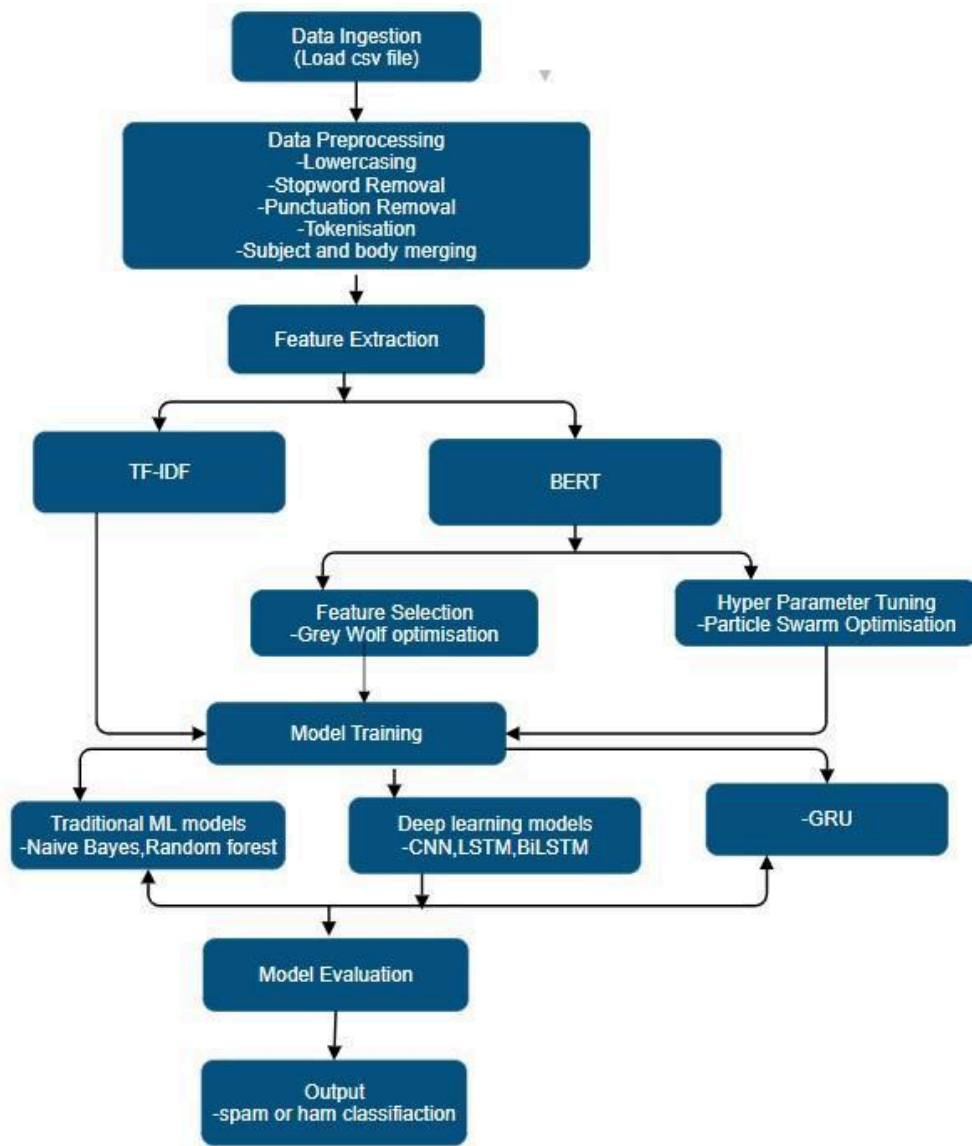 Data Ingestion
(Load csv file)
Data Preprocessing
-Lowercasing
-Stopword Removal
-Punctuation Removal
-Tokenisation
-Subject and body merging
Feature Extraction
TF-IDF
BERT
Feature Selection
-Grey Wolf optimisation
Hyper Parameter Tuning
-Particle Swarm Optimisation
Model Training
Traditional ML models
-Naive Bayes,Random forest
Deep learning models
-CNN,LSTM,BiLSTM
-GRU
Model Evaluation
Output
-spam or ham classifiaction